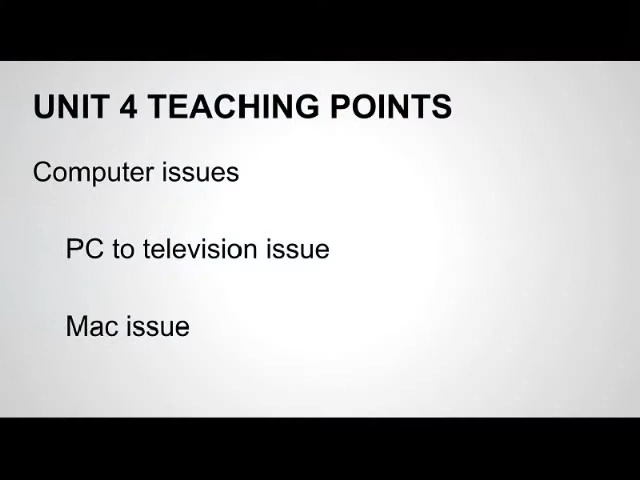 UNIT 4 TEACHING POINTS
Computer issues
PC to television issue
Mac issue